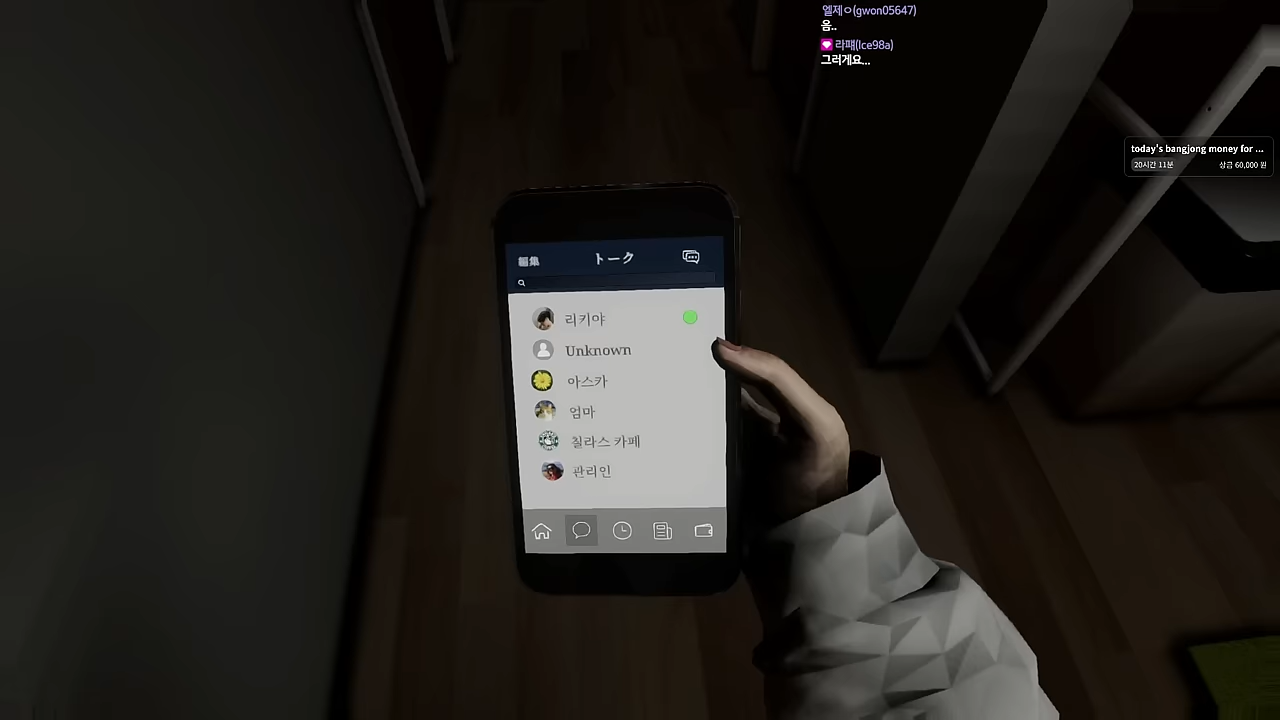 엘제ㅇ(gwon05647)
음..
라떄(lce98a)
그러게요...
today's bangjong money for ...
20시간 11분
상금 60,000 원
編集
トーク
리키야
Unknown
아스카
엄마
칠라스 카페
관리인